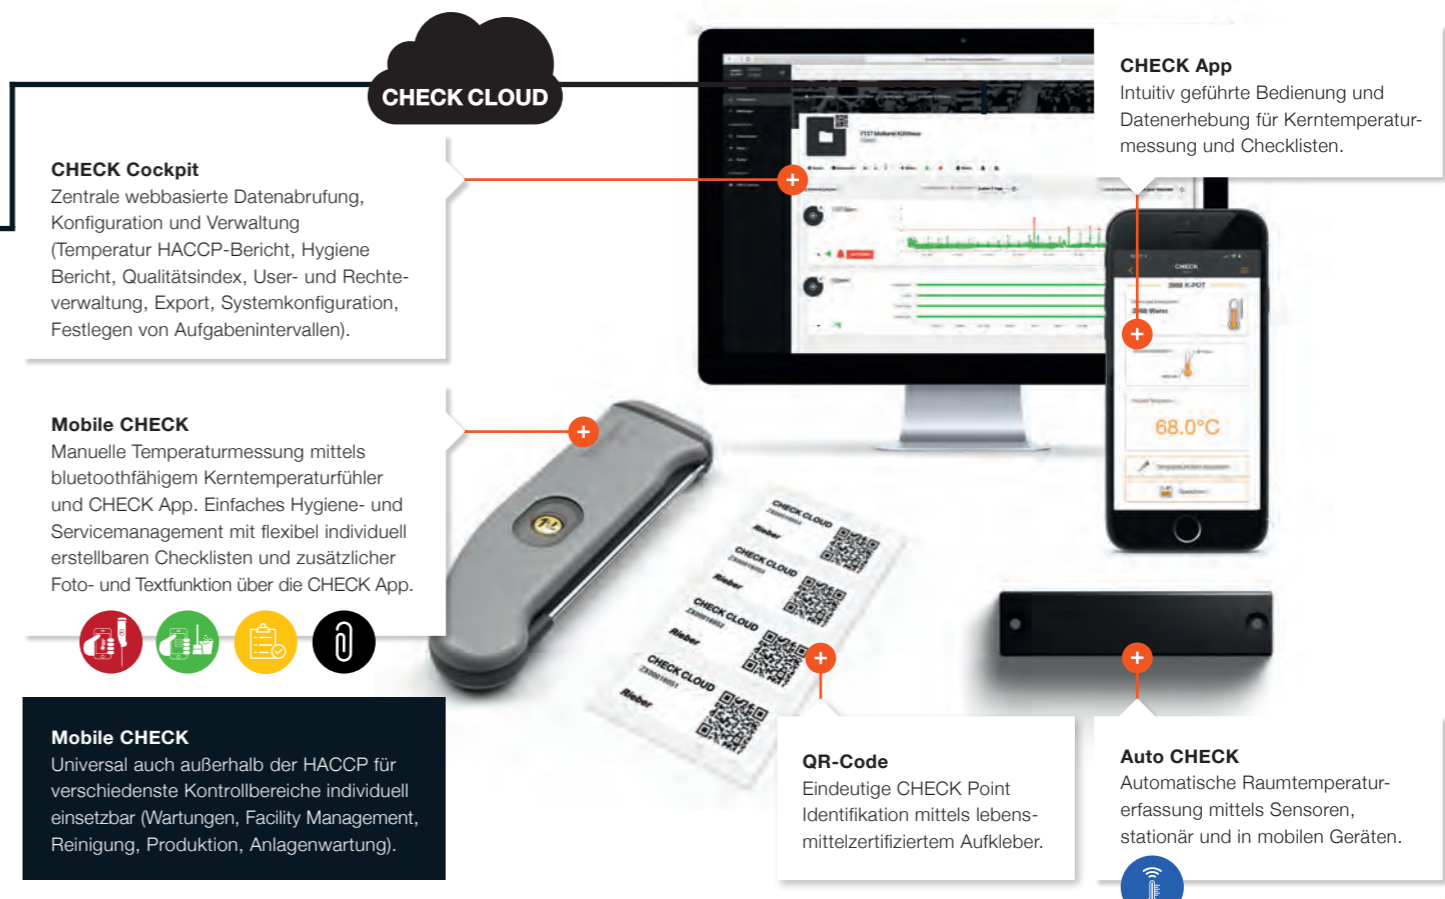 CHECK CLOUD
CHECK Cockpit
Zentrale webbasierte Datenabrufung,
Konfiguration und Verwaltung
(Temperatur HACCP-Bericht, Hygiene
Bericht, Qualitätsindex, User- und Rechte-
verwaltung, Export, Systemkonfiguration,
Festlegen von Aufgabenintervallen).
CHECK App
Intuitiv geführte Bedienung und
Datenerhebung für Kerntemperatur-
messung und Checklisten.
CHECK
68.0°C
Mobile CHECK
Manuelle Temperaturmessung mittels
bluetoothfähigem Kerntemperaturfühler
und CHECK App. Einfaches Hygiene- und
Servicemanagement mit flexibel individuell
erstellbaren Checklisten und zusätzlicher
Foto- und Textfunktion über die CHECK App.
CHECK CLOUD
Rieber
CHECK CLOUD
Rieber
CHECK CLOUD
ZX00016052
Rieber
CHECK CLOUD
ZX00016051
Rieber
Mobile CHECK
Universal auch außerhalb der HACCP für
verschiedenste Kontrollbereiche individuell
einsetzbar (Wartungen, Facility Management,
Reinigung, Produktion, Anlagenwartung).
QR-Code
Eindeutige CHECK Point
Identifikation mittels lebens-
mittelzertifiziertem Aufkleber.
Auto CHECK
Automatische Raumtemperatur-
erfassung mittels Sensoren,
stationär und in mobilen Geräten.